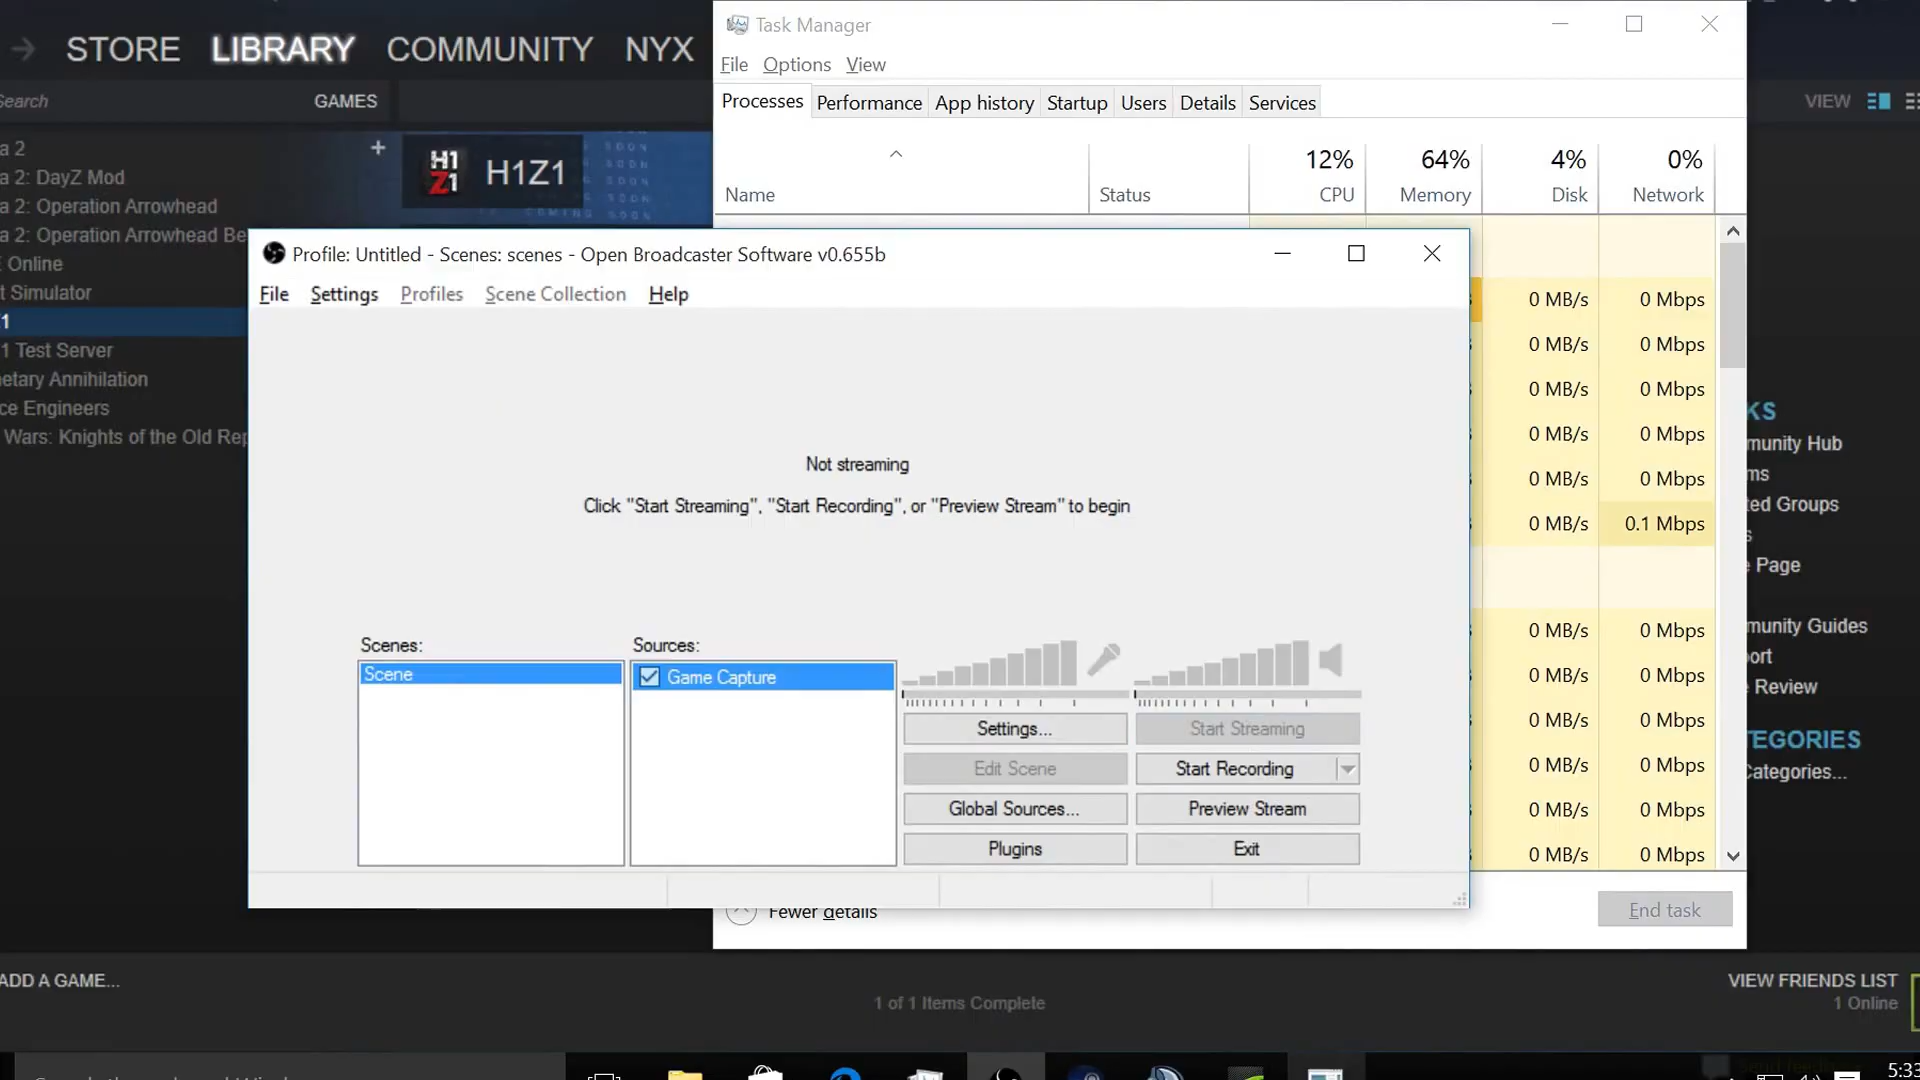 STORE LIBRARY COMMUNITY NYX
Search GAMES
VIEW
a 2
a 2: DayZ Mod
a 2: Operation Arrowhead
a 2: Operation Arrowhead Be
Online
t Simulator
1
1 Test Server
etary Annihilation
ce Engineers
Wars: Knights of the Old Rep
+
H1Z1
H1Z1
COMING SOON
Task Manager
File Options View
Processes Performance App history Startup Users Details Services
12% 64% 4% 0%
Name Status CPU Memory Disk Network
0 MB/s 0 Mbps
0 MB/s 0 Mbps
0 MB/s 0 Mbps
0 MB/s 0 Mbps
0 MB/s 0 Mbps
0 MB/s 0.1 Mbps
0 MB/s 0 Mbps
0 MB/s 0 Mbps
0 MB/s 0 Mbps
0 MB/s 0 Mbps
0 MB/s 0 Mbps
0 MB/s 0 Mbps
Fewer details
End task
Profile: Untitled - Scenes: scenes - Open Broadcaster Software v0.655b
File Settings Profiles Scene Collection Help
Not streaming
Click "Start Streaming", "Start Recording", or "Preview Stream" to begin
Scenes: Sources:
Scene
Game Capture
Settings... Start Streaming
Edit Scene Start Recording
Global Sources... Preview Stream
Plugins Exit
KS
munity Hub
ms
ted Groups
s
e Page
munity Guides
ort
e Review
TEGORIES
Categories...
ADD A GAME...
1 of 1 Items Complete
VIEW FRIENDS LIST
1 Online
5:33